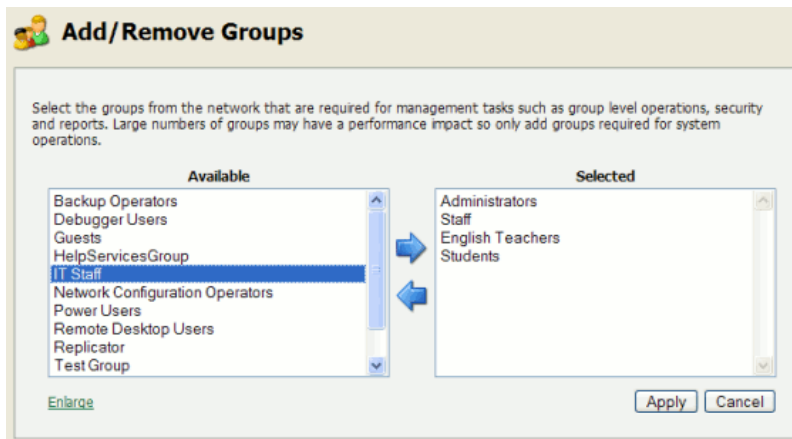 Add/Remove Groups
Select the groups from the network that are required for management tasks such as group level operations, security
and reports. Large numbers of groups may have a performance impact so only add groups required for system
operations.
Available
Backup Operators
Debugger Users
Guests
HelpServicesGroup
IT Staff
Network Configuration Operators
Power Users
Remote Desktop Users
Replicator
Test Group
Selected
Administrators
Staff
English Teachers
Students
Enlarge
Apply
Cancel